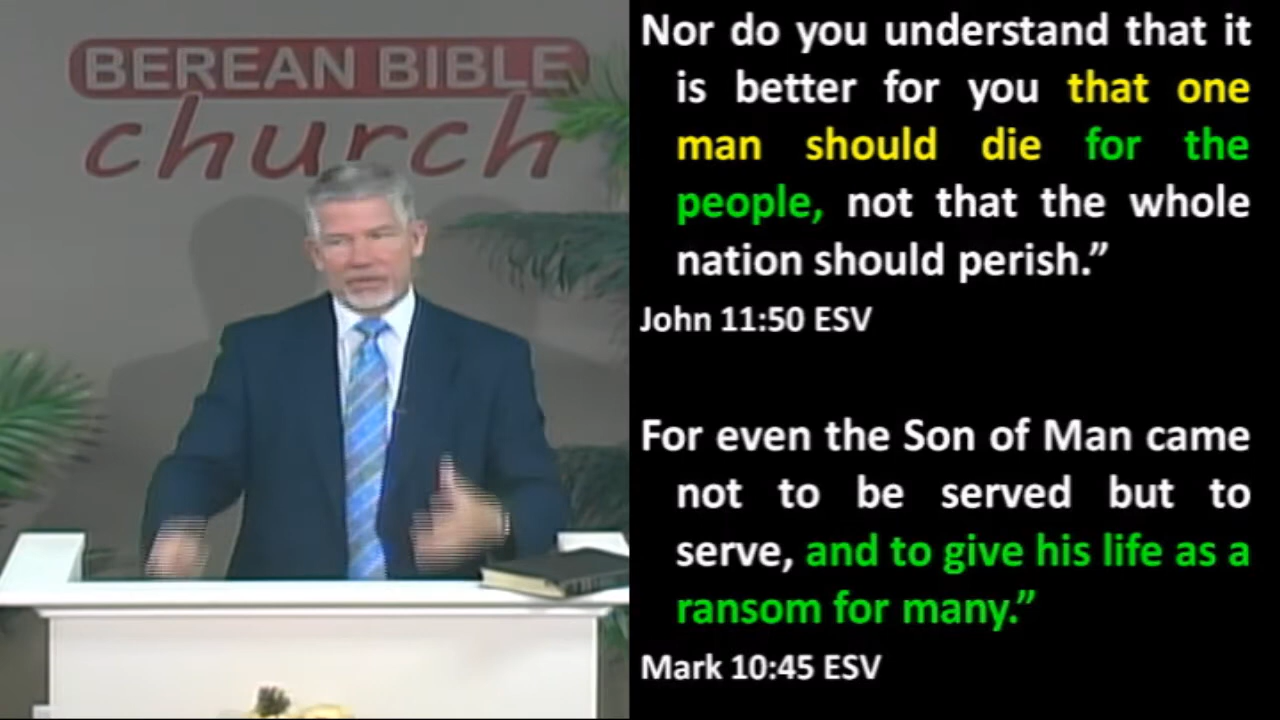 BEREAN BIBLE
church
Nor do you understand that it
is better for you that one
man should die for the
people, not that the whole
nation should perish.”
John 11:50 ESV
For even the Son of Man came
not to be served but to
serve, and to give his life as a
ransom for many.”
Mark 10:45 ESV